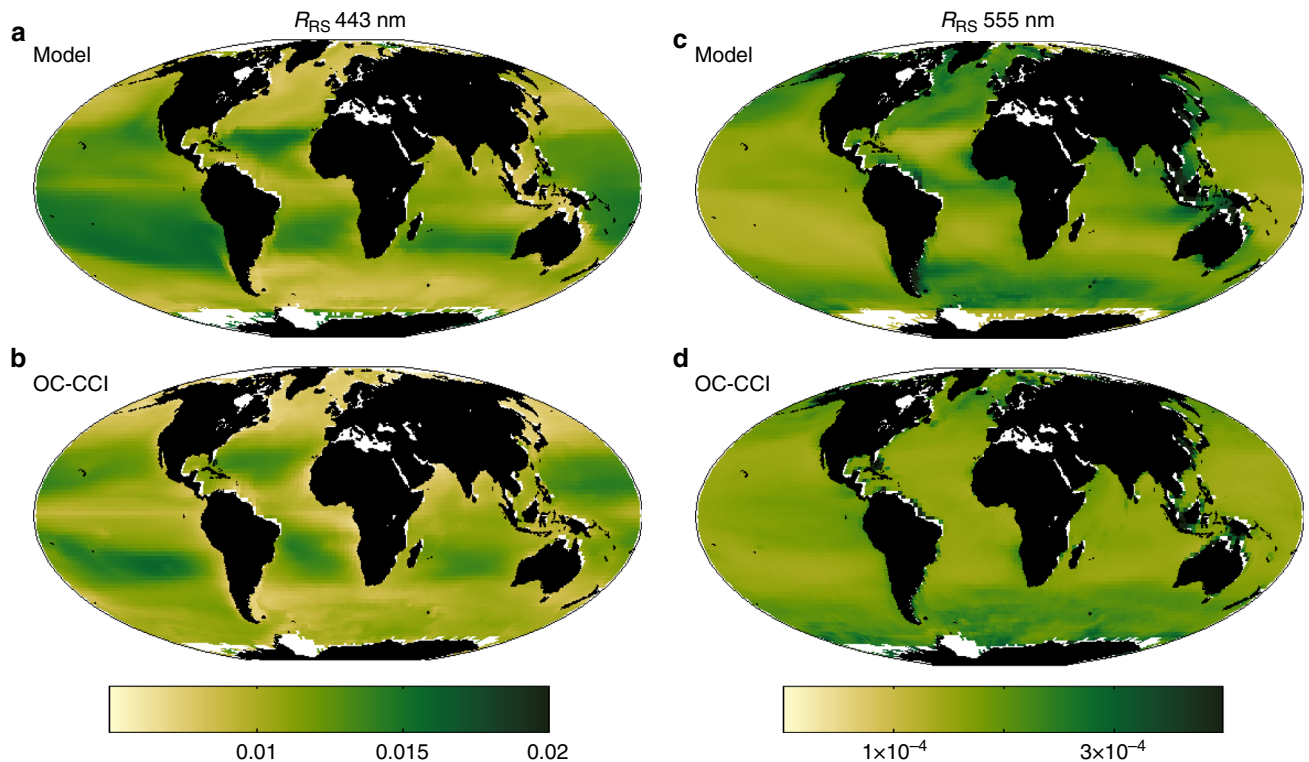 a
R_RS 443 nm
Model
c
R_RS 555 nm
Model
b
OC-CCI
d
OC-CCI
0.01 0.015 0.02
1×10⁻⁴ 3×10⁻⁴